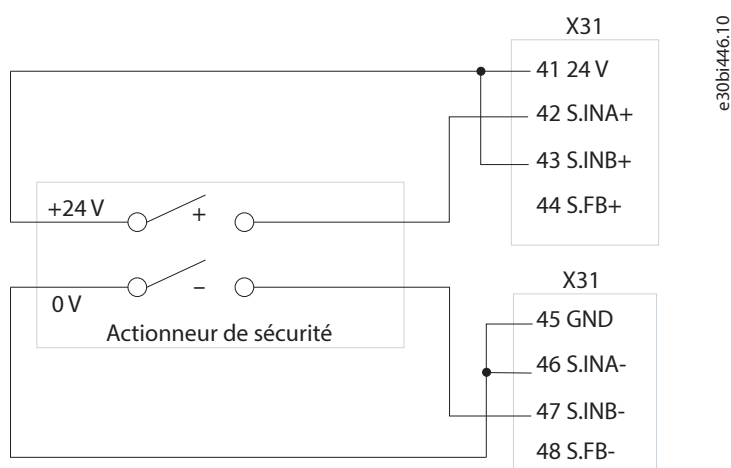 X31
41 24 V
42 S.INA+
43 S.INB+
44 S.FB+
e30bi446.10
+24 V
+
0 V
–
Actionneur de sécurité
X31
45 GND
46 S.INA-
47 S.INB-
48 S.FB-